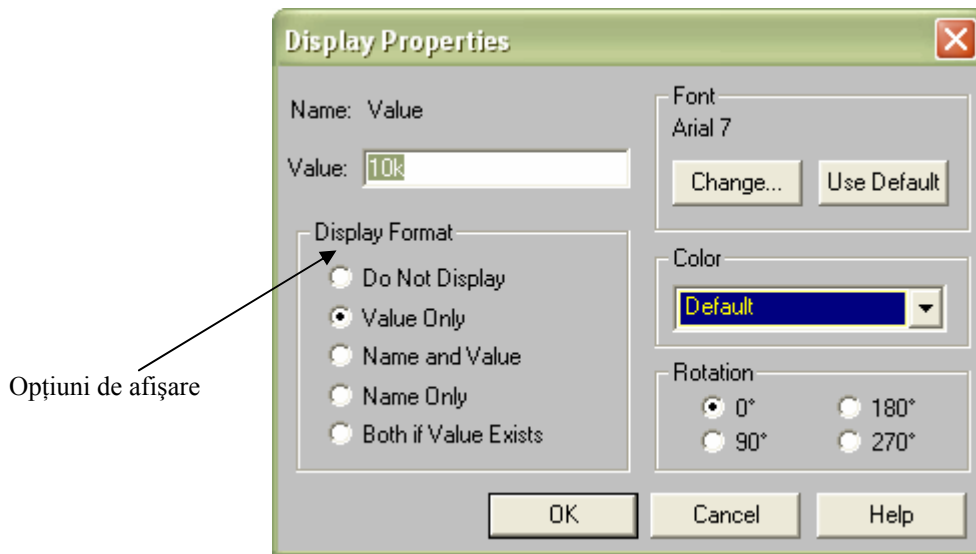 Display Properties
Name: Value
Value: 10k
Display Format
Do Not Display
Value Only
Name and Value
Name Only
Both if Value Exists
Font
Arial 7
Change... Use Default
Color
Default
Rotation
0° 180°
90° 270°
OK Cancel Help
Opţiuni de afişare